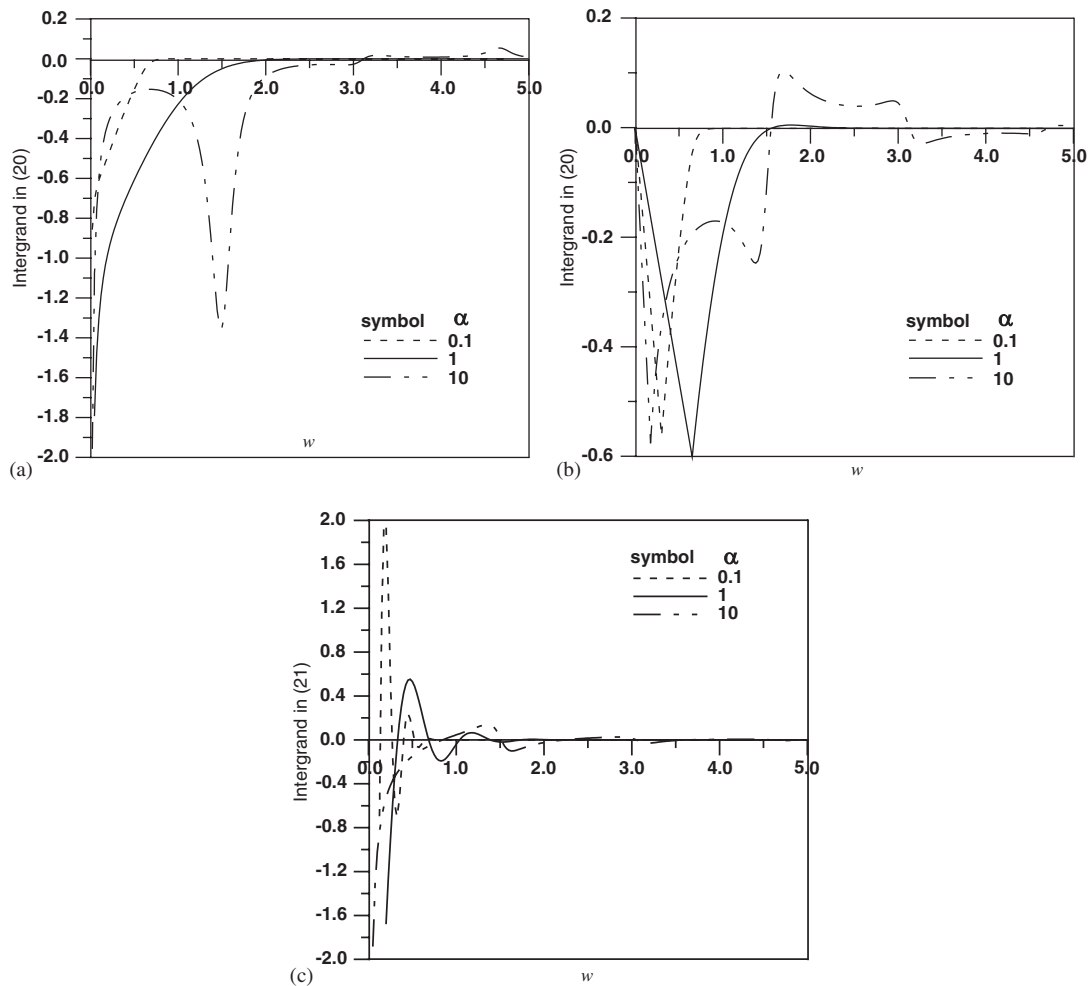 0.2
0.0
-0.2
-0.4
-0.6
-0.8
-1.0
-1.2
-1.4
-1.6
-1.8
-2.0
0.0 1.0 2.0 3.0 4.0 5.0
Intergrand in (20)
symbol α
0.1
1
10
w
(a)
0.2
0.0
-0.2
-0.4
-0.6
0.0 1.0 2.0 3.0 4.0 5.0
Intergrand in (20)
symbol α
0.1
1
10
w
(b)
2.0
1.6
1.2
0.8
0.4
0.0
-0.4
-0.8
-1.2
-1.6
-2.0
0.0 1.0 2.0 3.0 4.0 5.0
Intergrand in (21)
symbol α
0.1
1
10
w
(c)